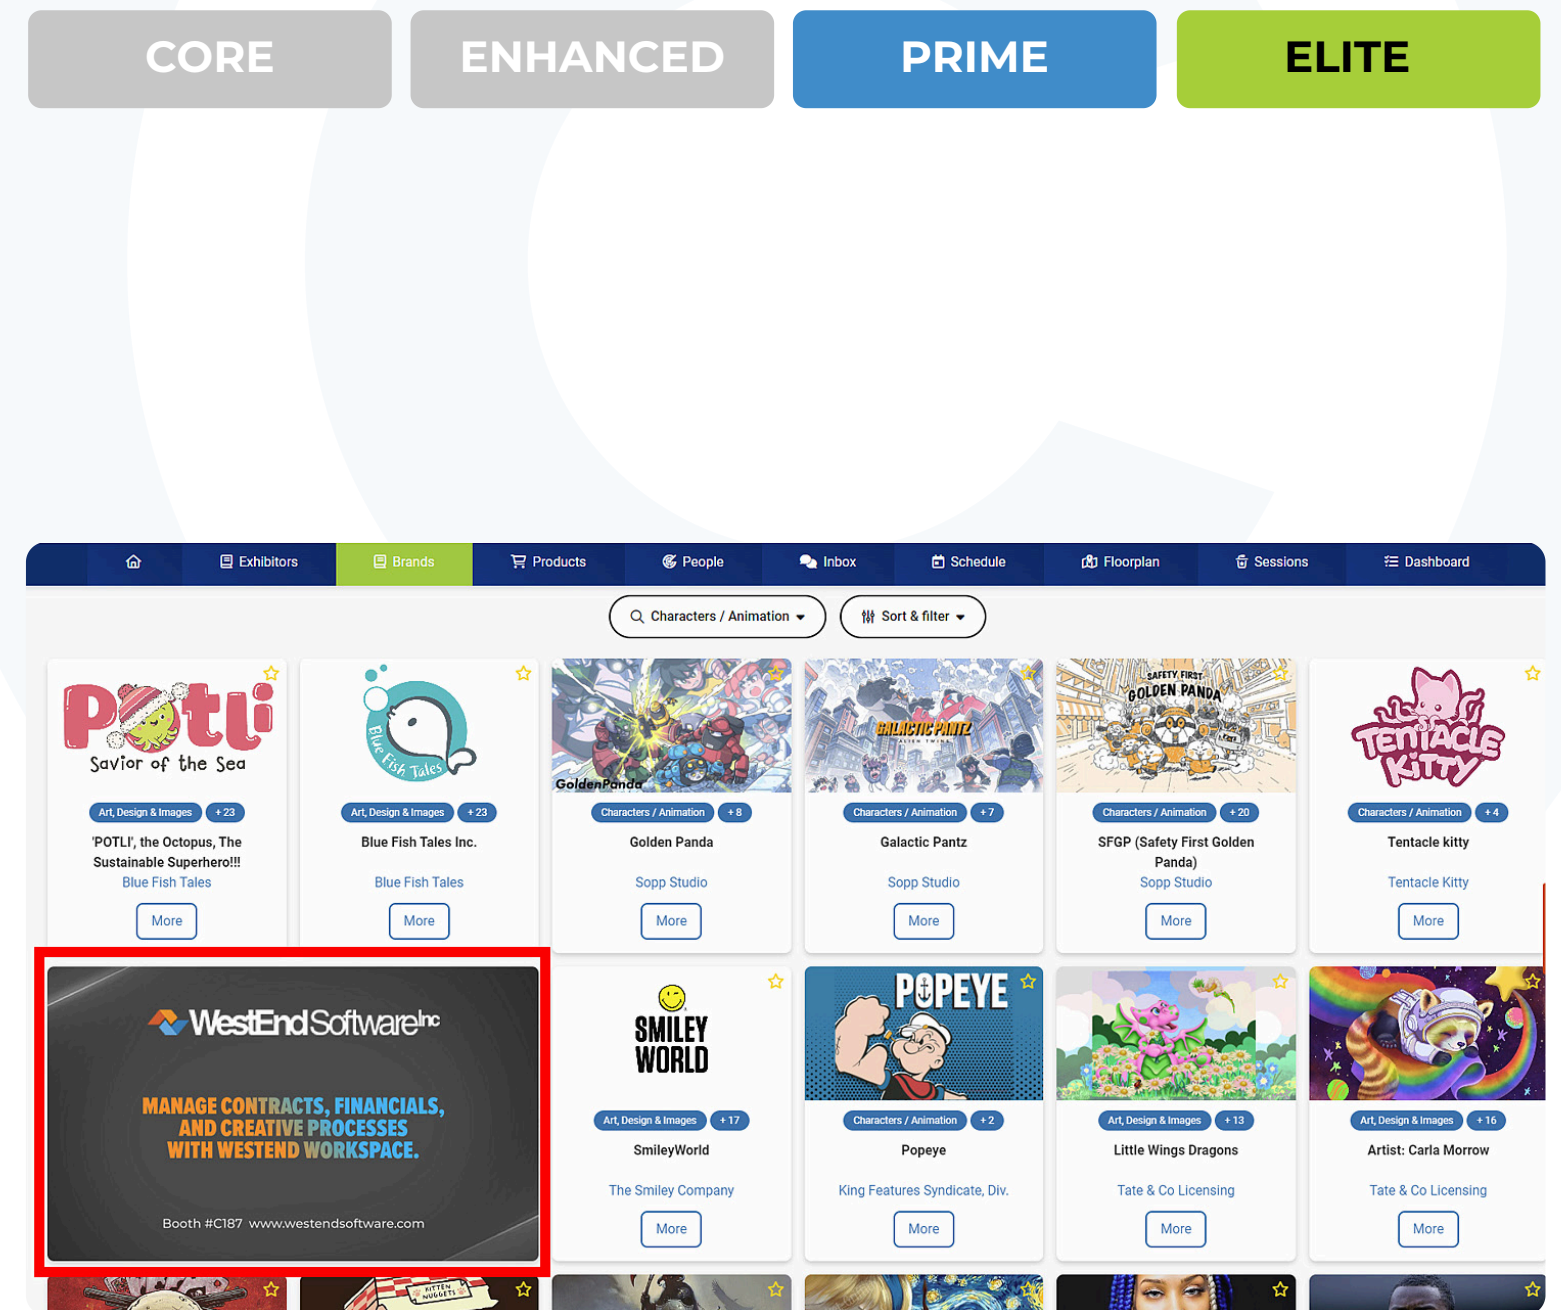 CORE
ENHANCED
PRIME
ELITE
Exhibitors
Brands
Products
People
Inbox
Schedule
Floorplan
Sessions
Dashboard
Characters / Animation
Sort & filter
Potli
Savior of the Sea
Art, Design & Images +23
'POTLI', the Octopus, The
Sustainable Superhero!!!
Blue Fish Tales
More
Blue Fish Tales
Art, Design & Images +23
Blue Fish Tales Inc.
Blue Fish Tales
More
GoldenPanda
Characters / Animation +8
Golden Panda
Sopp Studio
More
GALACTIC PANTZ
ALIEN TWINS
Characters / Animation +7
Galactic Pantz
Sopp Studio
More
SAFETY FIRST
GOLDEN PANDA
Characters / Animation +20
SFGP (Safety First Golden
Panda)
Sopp Studio
More
TENTACLE
KITTY
Characters / Animation +4
Tentacle kitty
Tentacle Kitty
More
WestEnd Software Inc
MANAGE CONTRACTS, FINANCIALS,
AND CREATIVE PROCESSES
WITH WESTEND WORKSPACE.
Booth #C187 www.westendsoftware.com
SMILEY
WORLD
Art, Design & Images +17
SmileyWorld
The Smiley Company
More
POPEYE
Characters / Animation +2
Popeye
King Features Syndicate, Div.
More
Art, Design & Images +13
Little Wings Dragons
Tate & Co Licensing
More
Art, Design & Images +16
Artist: Carla Morrow
Tate & Co Licensing
More
KITTEN
NUGGETS